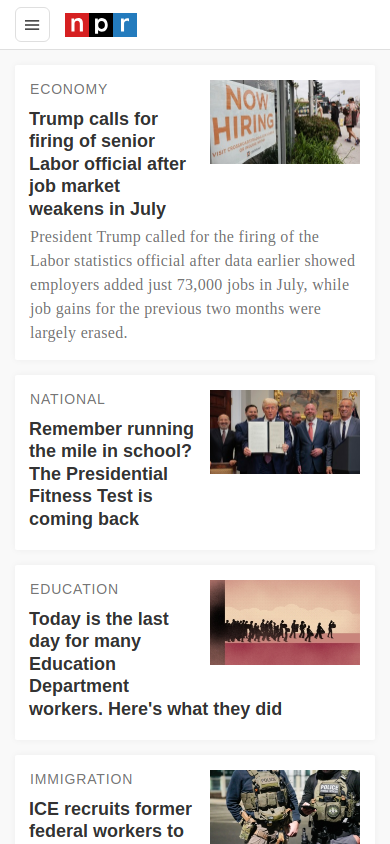 npr
ECONOMY
Trump calls for
firing of senior
Labor official after
job market
weakens in July
NOW
HIRING
President Trump called for the firing of the
Labor statistics official after data earlier showed
employers added just 73,000 jobs in July, while
job gains for the previous two months were
largely erased.
NATIONAL
Remember running
the mile in school?
The Presidential
Fitness Test is
coming back
EDUCATION
Today is the last
day for many
Education
Department
workers. Here's what they did
IMMIGRATION
ICE recruits former
federal workers to
POLICE
POLICE